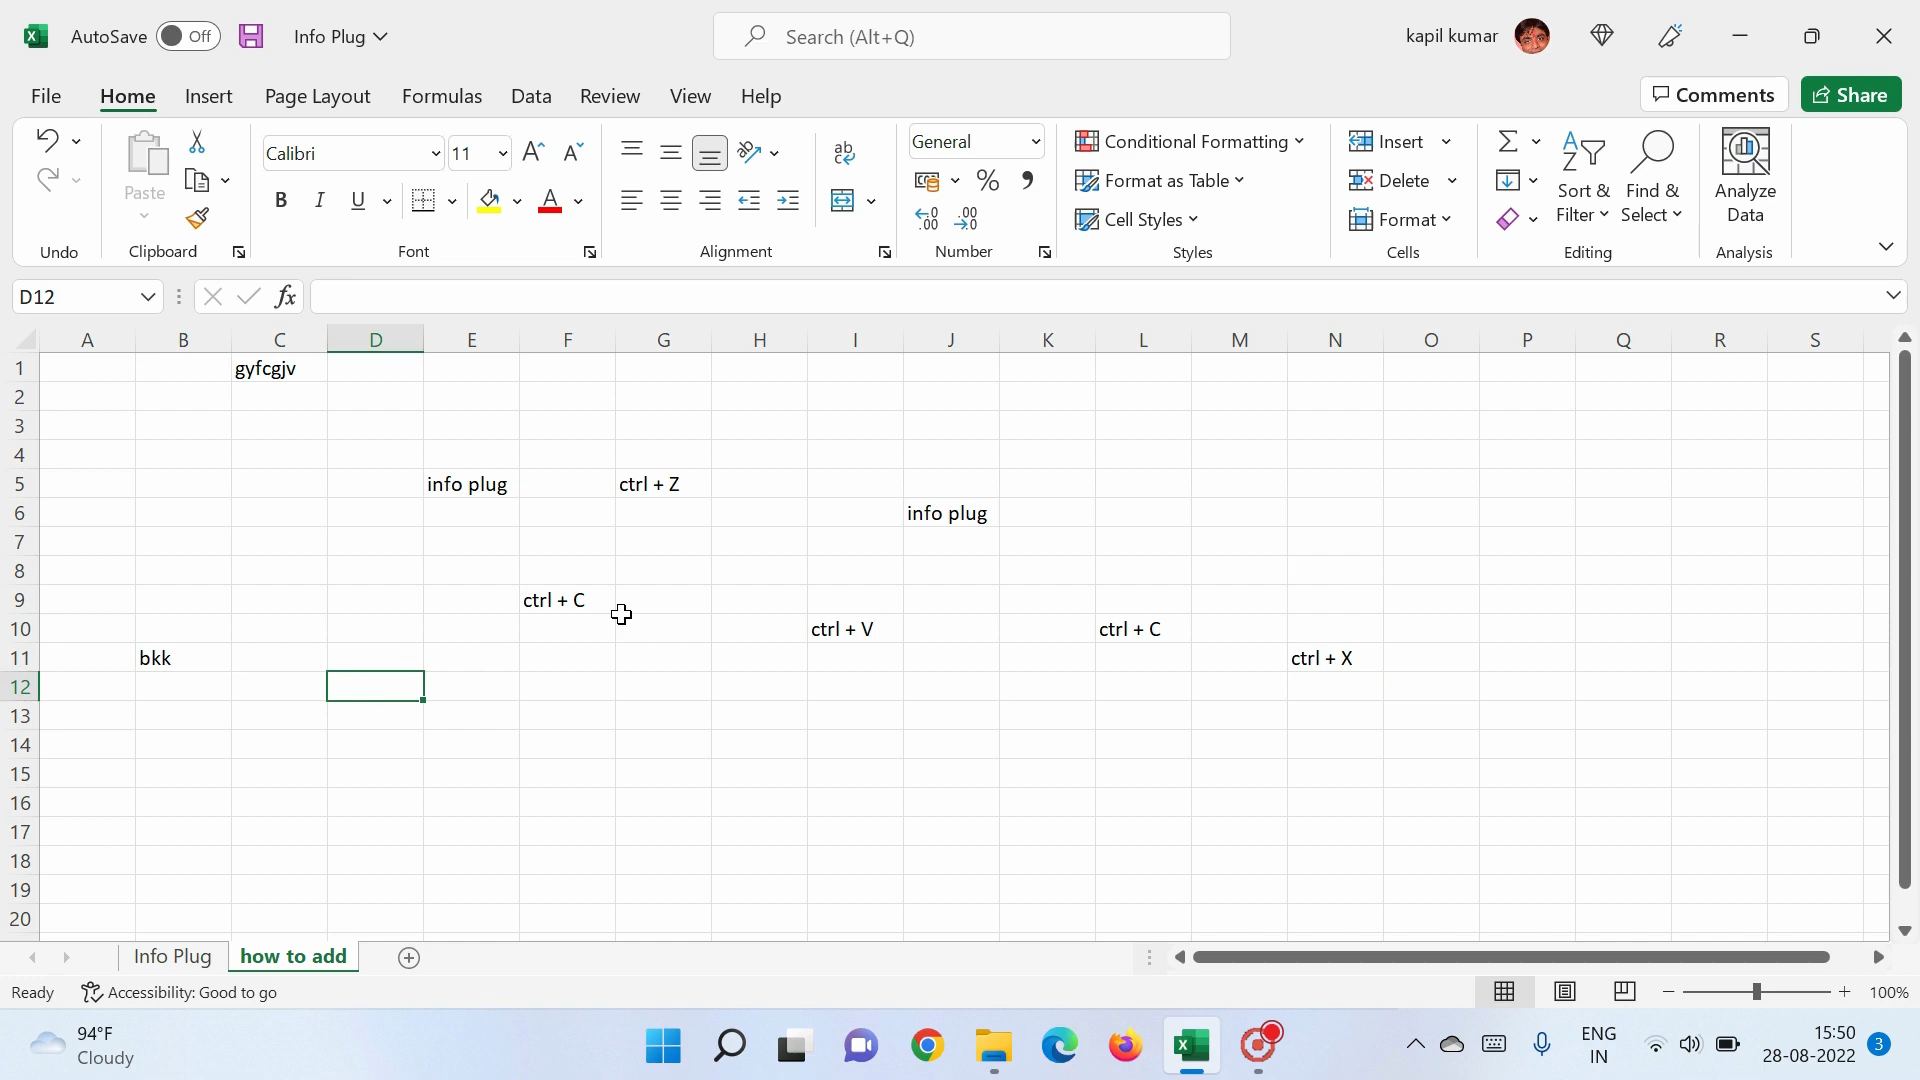 AutoSave Off Info Plug Search (Alt+Q) kapil kumar
File Home Insert Page Layout Formulas Data Review View Help Comments Share
Paste
Calibri 11
B I U
ab
General
% ,
Conditional Formatting
Format as Table
Cell Styles
Insert
Delete
Format
Sort & Filter
Find & Select
Analyze Data
Undo Clipboard Font Alignment Number Styles Cells Editing Analysis
D12 fx
A B C D E F G H I J K L M N O P Q R S
1 gyfcgjv
2
3
4
5 info plug ctrl + Z
6 info plug
7
8
9 ctrl + C
10 ctrl + V ctrl + C
11 bkk ctrl + X
12
13
14
15
16
17
18
19
20
Info Plug how to add
Ready Accessibility: Good to go 100%
94°F
Cloudy
ENG
IN
15:50
28-08-2022
3